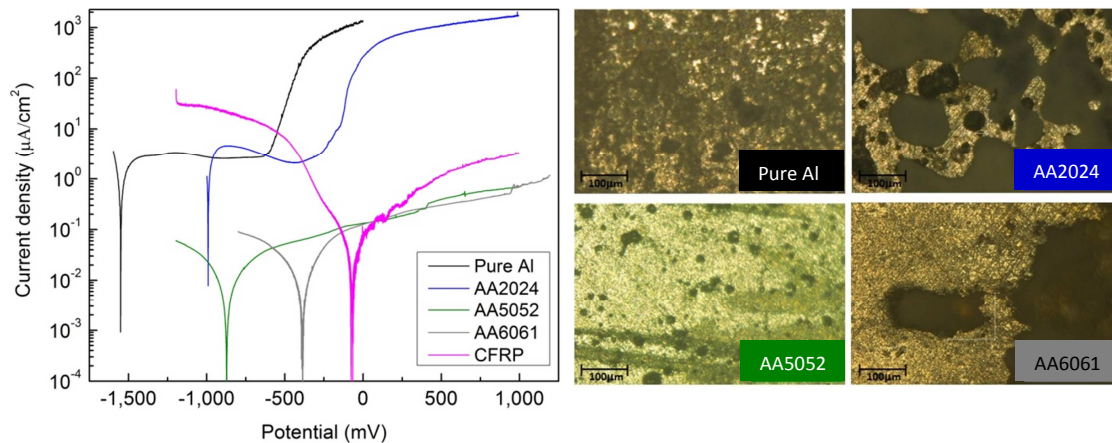 10³
10²
10¹
10⁰
10⁻¹
10⁻²
10⁻³
10⁻⁴
Current density (μA/cm²)
Pure Al
AA2024
AA5052
AA6061
CFRP
-1,500 -1,000 -500 0 500 1,000
Potential (mV)
100μm
Pure Al
100μm
AA2024
100μm
AA5052
100μm
AA6061